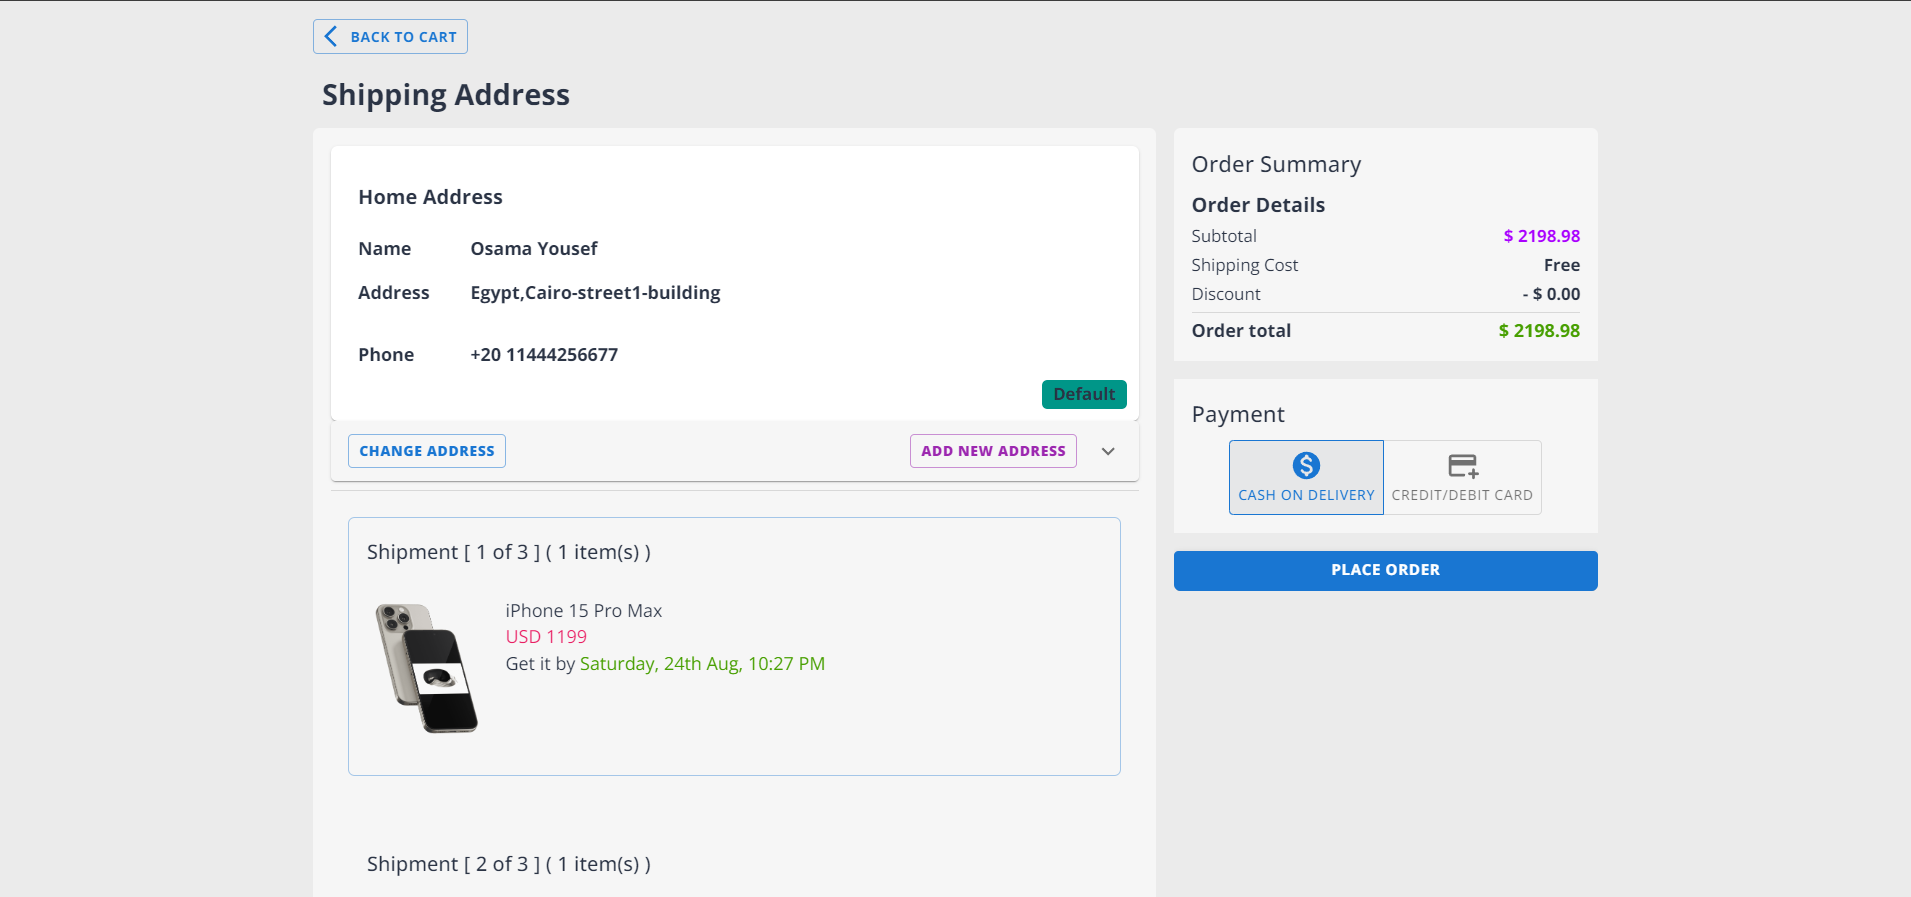 BACK TO CART
Shipping Address
Home Address
Name Osama Yousef
Address Egypt,Cairo-street1-building
Phone +20 11444256677
Default
CHANGE ADDRESS
ADD NEW ADDRESS
Shipment [ 1 of 3 ] ( 1 item(s) )
iPhone 15 Pro Max
USD 1199
Get it by Saturday, 24th Aug, 10:27 PM
Shipment [ 2 of 3 ] ( 1 item(s) )
Order Summary
Order Details
Subtotal $ 2198.98
Shipping Cost Free
Discount - $ 0.00
Order total $ 2198.98
Payment
CASH ON DELIVERY
CREDIT/DEBIT CARD
PLACE ORDER